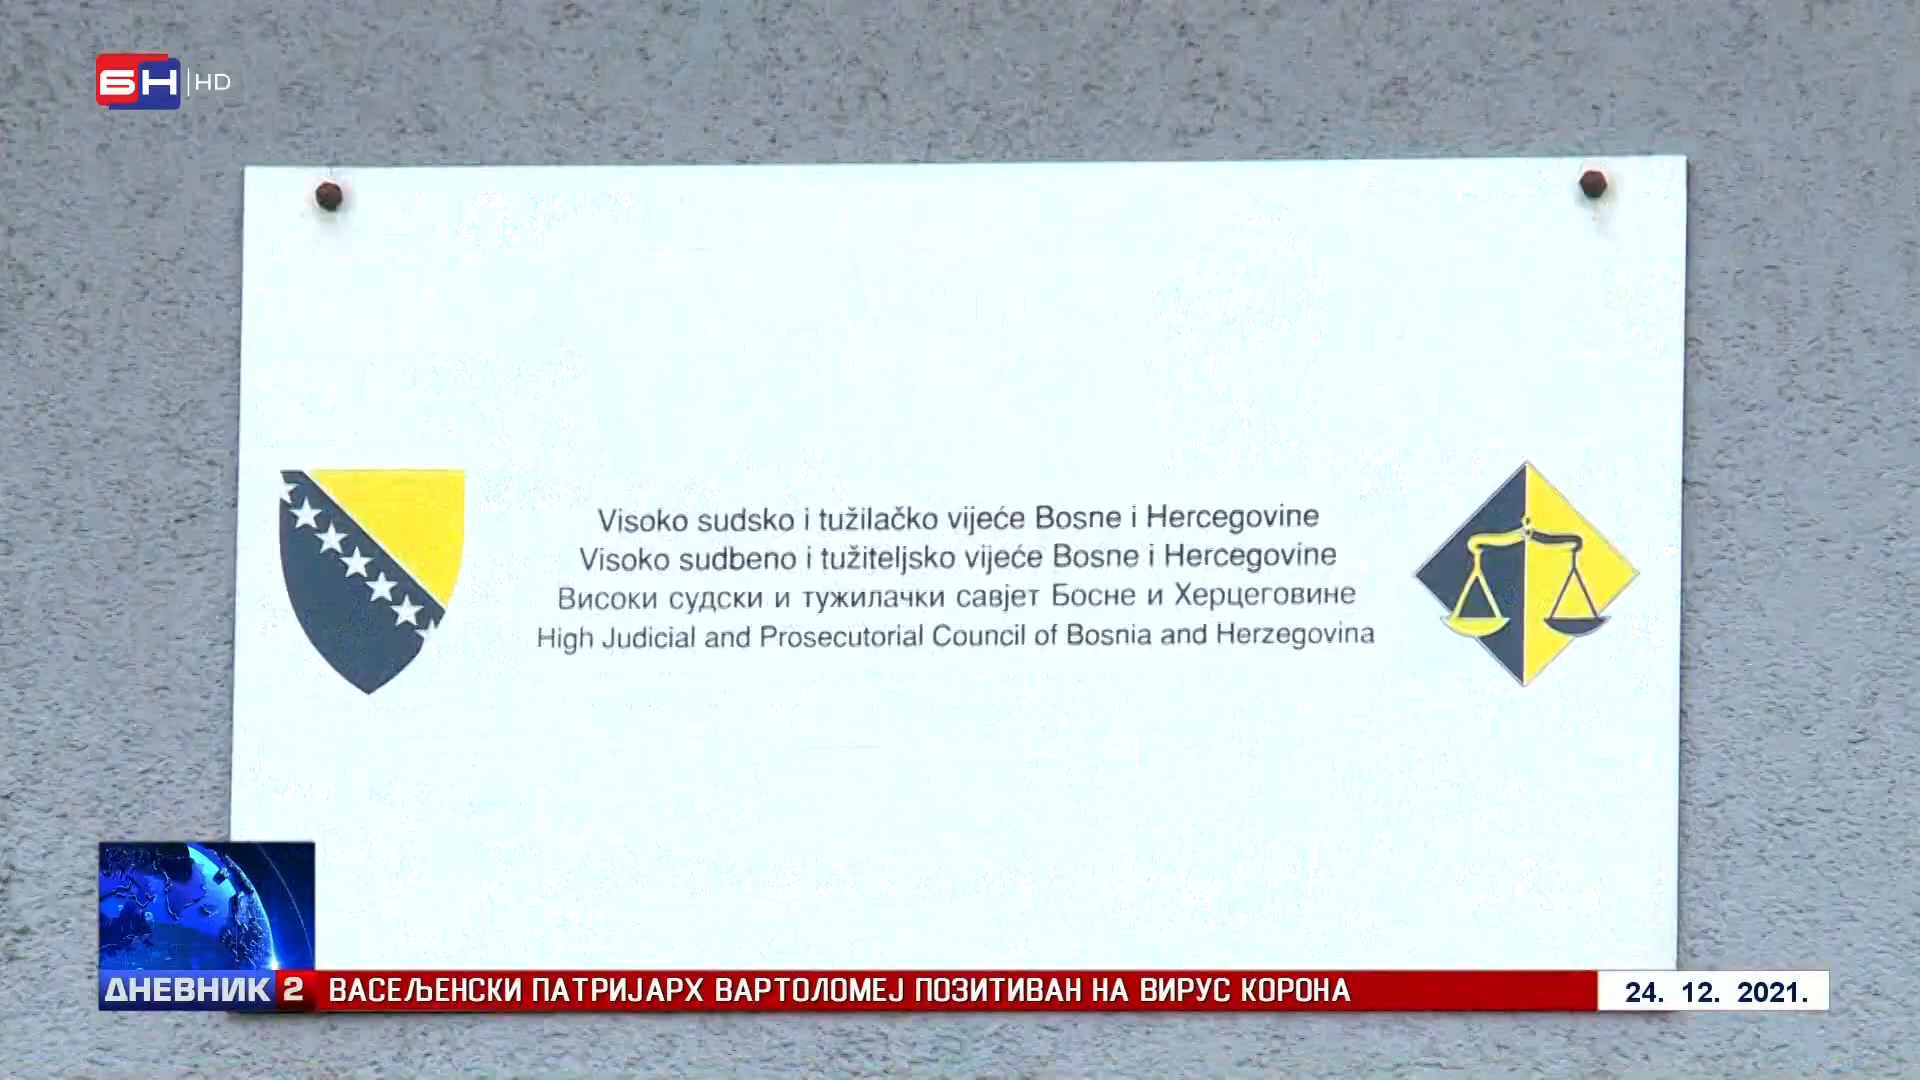 БН HD
Visoko sudsko i tužilačko vijeće Bosne i Hercegovine
Visoko sudbeno i tužiteljsko vijeće Bosne i Hercegovine
Високи судски и тужилачки савјет Босне и Херцеговине
High Judicial and Prosecutorial Council of Bosnia and Herzegovina
ДНЕВНИК 2 ВАСЕЉЕНСКИ ПАТРИЈАРХ ВАРТОЛОМЕЈ ПОЗИТИВАН НА ВИРУС КОРОНА 24. 12. 2021.